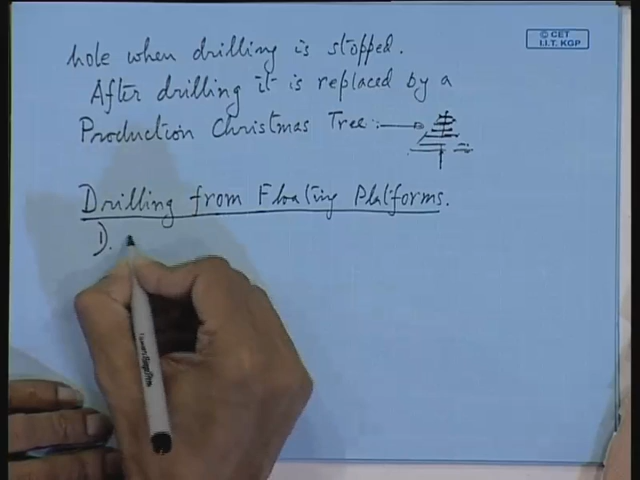 © CET
I.I.T. KGP
hole when drilling is stopped.
After drilling it is replaced by a
Production Christmas Tree :
Drilling from Floating Platforms.
1).